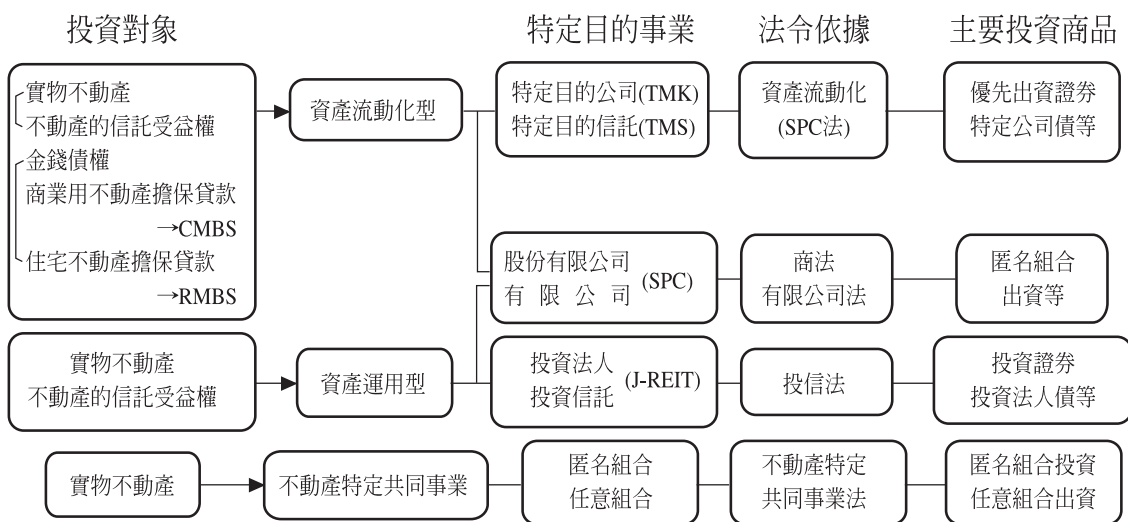 投資對象
特定目的事業
法令依據
主要投資商品
實物不動產
不動產的信託受益權
金錢債權
商業用不動產擔保貸款
→CMBS
住宅不動產擔保貸款
→RMBS
資產流動化型
特定目的公司(TMK)
特定目的信託(TMS)
資產流動化
(SPC法)
優先出資證券
特定公司債等
股份有限公司
有限公司
(SPC)
商法
有限公司法
匿名組合
出資等
實物不動產
不動產的信託受益權
資產運用型
投資法人
投資信託
(J-REIT)
投信法
投資證券
投資法人債等
實物不動產
不動產特定共同事業
匿名組合
任意組合
不動產特定
共同事業法
匿名組合投資
任意組合出資